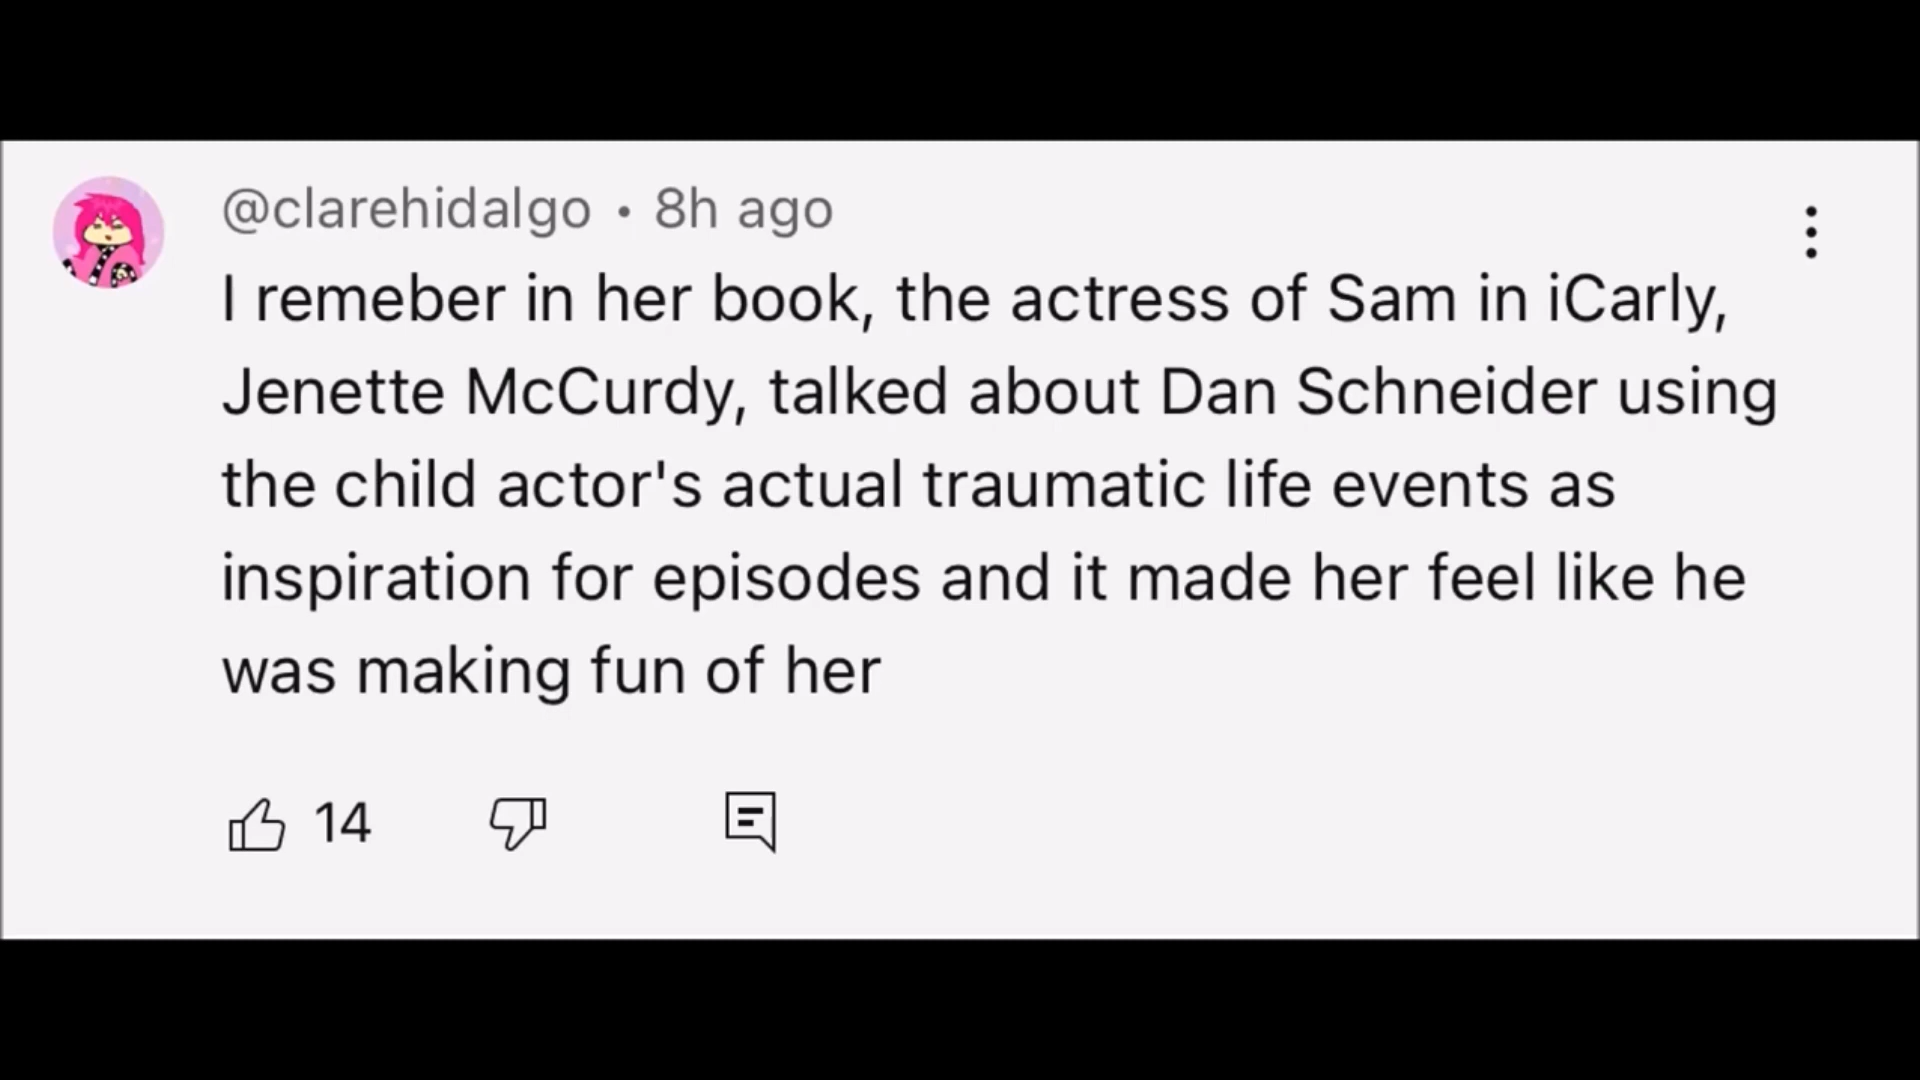 @clarehidalgo • 8h ago
I remeber in her book, the actress of Sam in iCarly,
Jenette McCurdy, talked about Dan Schneider using
the child actor's actual traumatic life events as
inspiration for episodes and it made her feel like he
was making fun of her
14